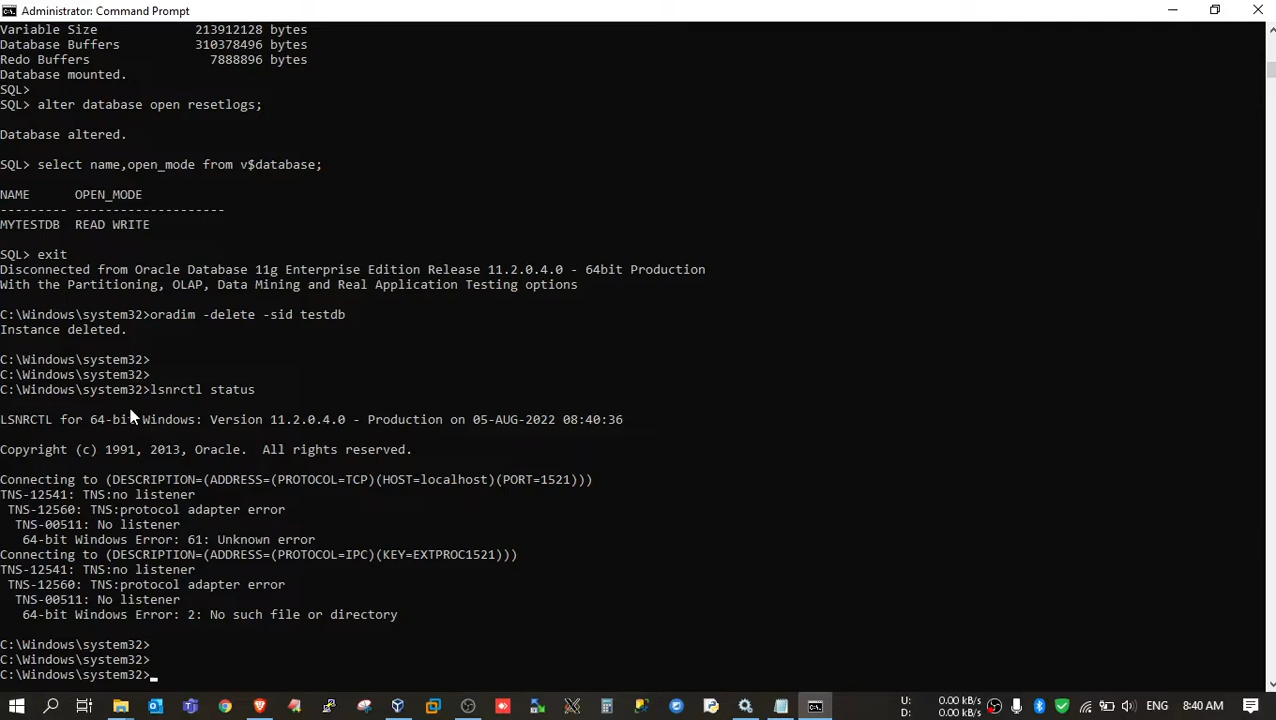 Administrator: Command Prompt
Variable Size             213912128 bytes
Database Buffers          310378496 bytes
Redo Buffers                7888896 bytes
Database mounted.
SQL>
SQL> alter database open resetlogs;
Database altered.
SQL> select name,open_mode from v$database;
NAME      OPEN_MODE
--------- --------------------
MYTESTDB  READ WRITE
SQL> exit
Disconnected from Oracle Database 11g Enterprise Edition Release 11.2.0.4.0 - 64bit Production
With the Partitioning, OLAP, Data Mining and Real Application Testing options
C:\Windows\system32>oradim -delete -sid testdb
Instance deleted.
C:\Windows\system32>
C:\Windows\system32>
C:\Windows\system32>lsnrctl status
LSNRCTL for 64-bit Windows: Version 11.2.0.4.0 - Production on 05-AUG-2022 08:40:36
Copyright (c) 1991, 2013, Oracle.  All rights reserved.
Connecting to (DESCRIPTION=(ADDRESS=(PROTOCOL=TCP)(HOST=localhost)(PORT=1521)))
TNS-12541: TNS:no listener
 TNS-12560: TNS:protocol adapter error
  TNS-00511: No listener
   64-bit Windows Error: 61: Unknown error
Connecting to (DESCRIPTION=(ADDRESS=(PROTOCOL=IPC)(KEY=EXTPROC1521)))
TNS-12541: TNS:no listener
 TNS-12560: TNS:protocol adapter error
  TNS-00511: No listener
   64-bit Windows Error: 2: No such file or directory
C:\Windows\system32>
C:\Windows\system32>
C:\Windows\system32>
U: 0.00 kB/s
D: 0.00 kB/s
ENG
8:40 AM